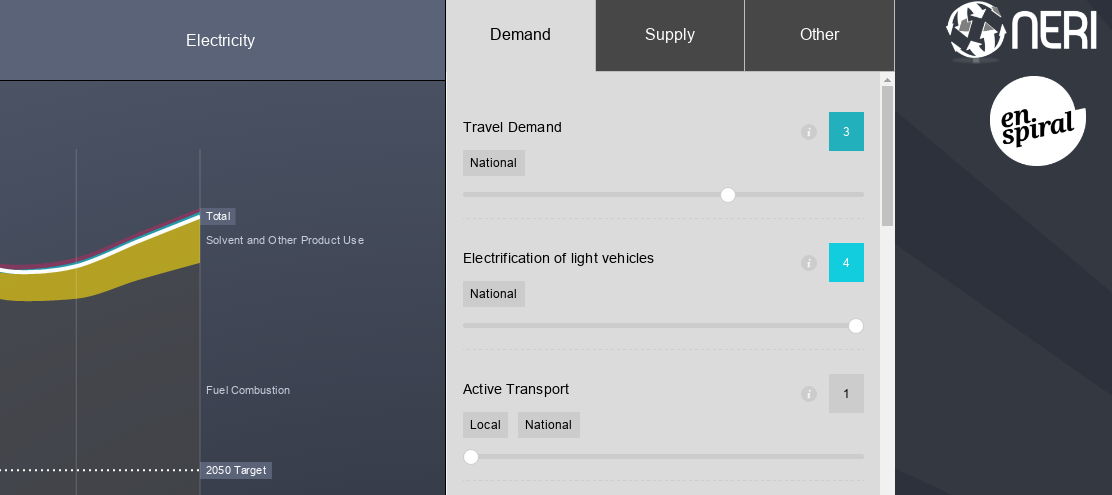 Electricity
Total
Solvent and Other Product Use
Fuel Combustion
2050 Target
Demand
Supply
Other
Travel Demand
i
3
National
Electrification of light vehicles
i
4
National
Active Transport
i
1
Local
National
NERI
en
spiral